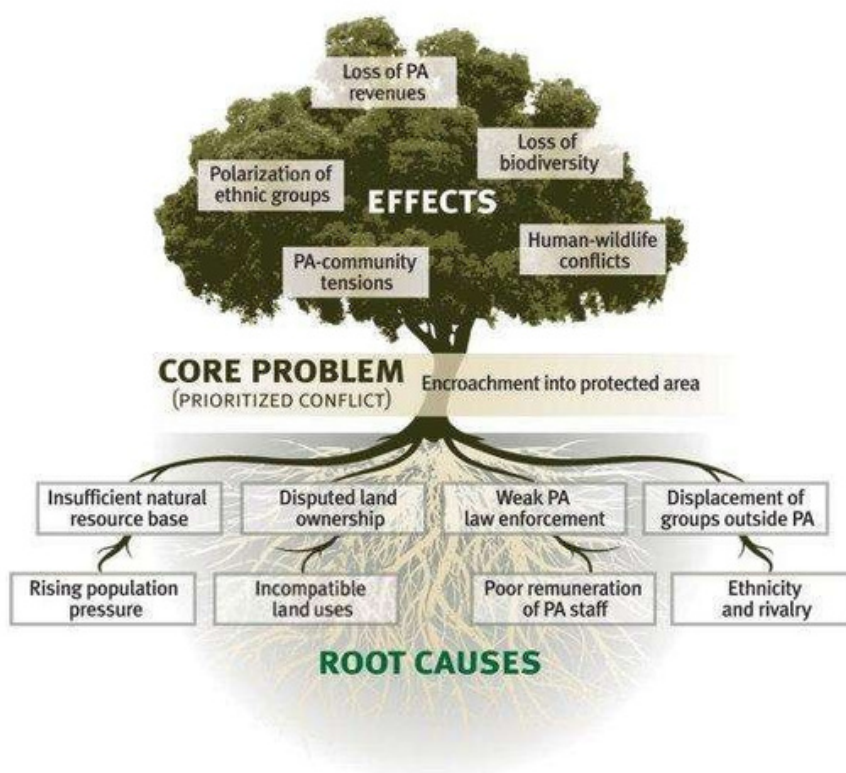 Loss of PA
revenues
Loss of
biodiversity
Polarization of
ethnic groups
EFFECTS
Human-wildlife
conflicts
PA-community
tensions
CORE PROBLEM
(PRIORITIZED CONFLICT)
Encroachment into protected area
Insufficient natural
resource base
Disputed land
ownership
Weak PA
law enforcement
Displacement of
groups outside PA
Rising population
pressure
Incompatible
land uses
Poor remuneration
of PA staff
Ethnicity
and rivalry
ROOT CAUSES